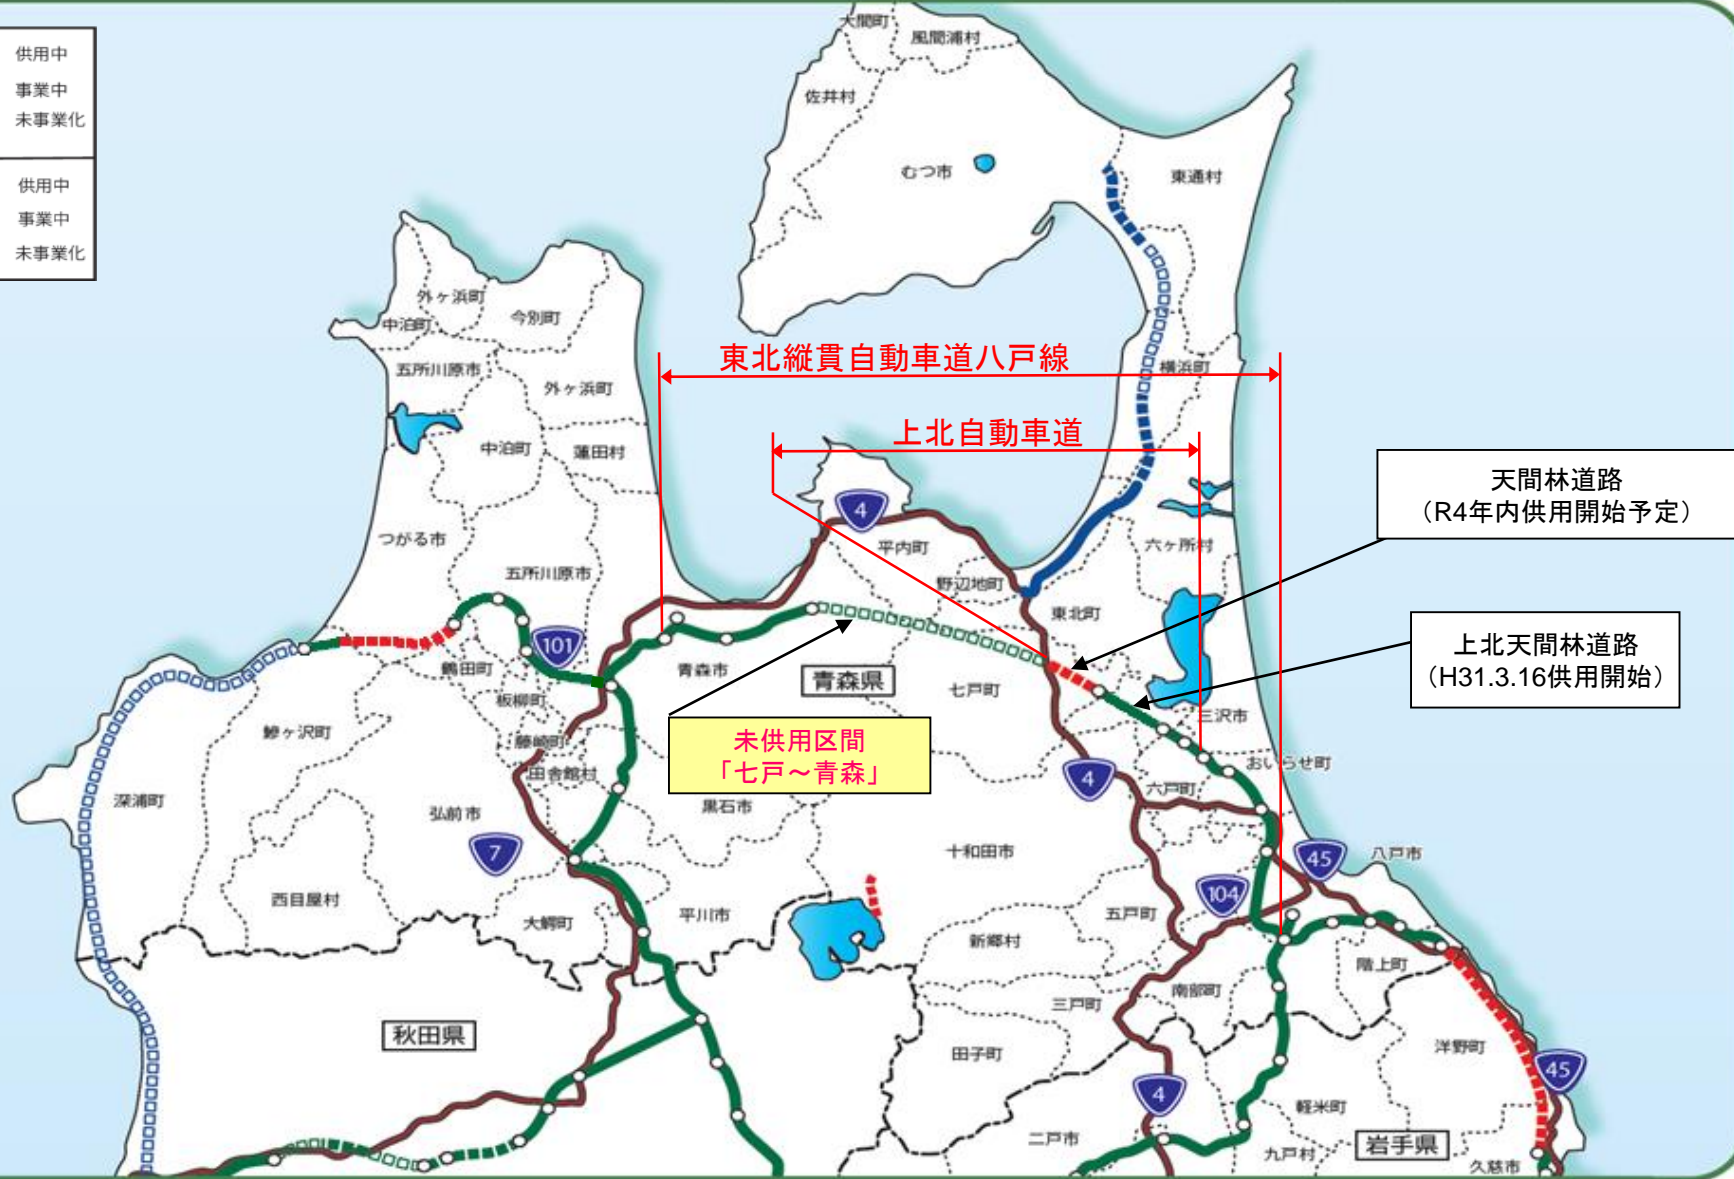 供用中
事業中
未事業化
供用中
事業中
未事業化
大間町
風間浦村
佐井村
むつ市
東通村
外ヶ浜町
中泊町
今別町
五所川原市
外ヶ浜町
中泊町
蓬田村
東北縦貫自動車道八戸線
横浜町
上北自動車道
4
天間林道路
（R4年内供用開始予定）
つがる市
平内町
六ヶ所村
五所川原市
野辺地町
東北町
101
上北天間林道路
（H31.3.16供用開始）
鶴田町
青森市
青森県
七戸町
板柳町
三沢市
鰺ヶ沢町
藤崎町
未供用区間
「七戸～青森」
田舎館村
おいらせ町
4
六戸町
深浦町
弘前市
黒石市
7
十和田市
45
八戸市
西目屋村
104
大鰐町
平川市
五戸町
新郷村
階上町
南部町
三戸町
秋田県
田子町
洋野町
45
4
軽米町
二戸市
九戸村
岩手県
久慈市